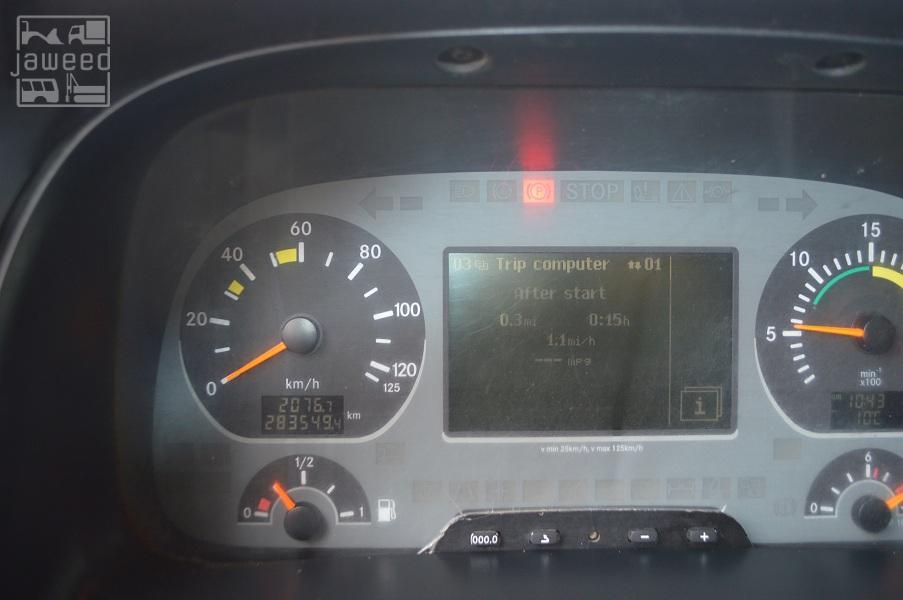 jaweed
STOP
03 Trip computer 01
After start
0.3mi 0:15h
1.1mi/h
--- mpg
i
0 20 40 60 80 100 120 125
km/h
2076.7
283549.4 km
5 10 15
min⁻¹
x100
10:43
10°C
v min 25km/h, v max 125km/h
0 1/2 1
0 6
000.0 - +